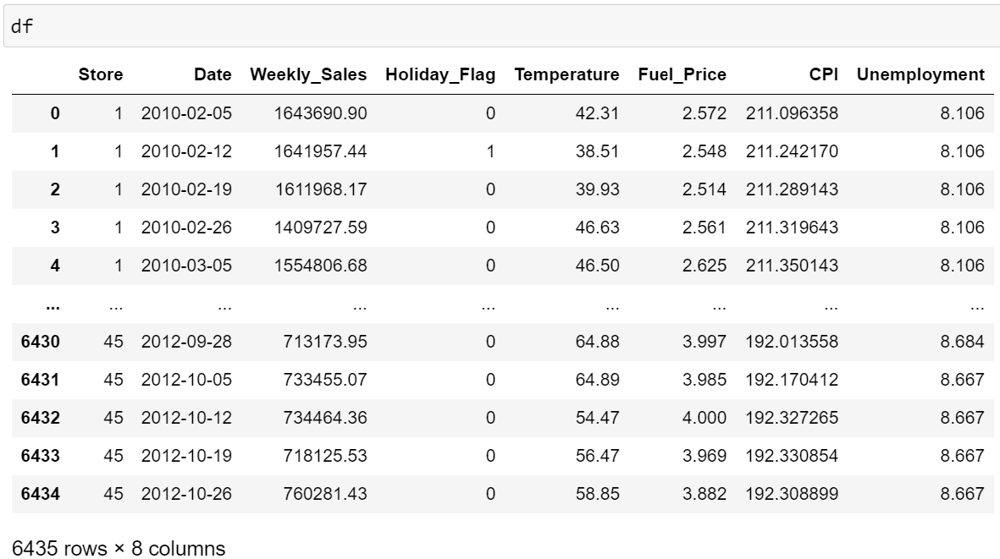 df
Store Date Weekly_Sales Holiday_Flag Temperature Fuel_Price CPI Unemployment
0 1 2010-02-05 1643690.90 0 42.31 2.572 211.096358 8.106
1 1 2010-02-12 1641957.44 1 38.51 2.548 211.242170 8.106
2 1 2010-02-19 1611968.17 0 39.93 2.514 211.289143 8.106
3 1 2010-02-26 1409727.59 0 46.63 2.561 211.319643 8.106
4 1 2010-03-05 1554806.68 0 46.50 2.625 211.350143 8.106
... ... ... ... ... ... ... ... ...
6430 45 2012-09-28 713173.95 0 64.88 3.997 192.013558 8.684
6431 45 2012-10-05 733455.07 0 64.89 3.985 192.170412 8.667
6432 45 2012-10-12 734464.36 0 54.47 4.000 192.327265 8.667
6433 45 2012-10-19 718125.53 0 56.47 3.969 192.330854 8.667
6434 45 2012-10-26 760281.43 0 58.85 3.882 192.308899 8.667
6435 rows × 8 columns